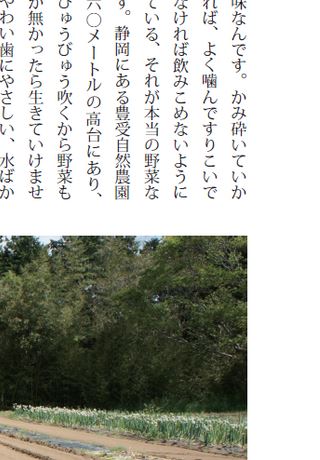 味なんです。かみ砕いていか
れば、よく噛んですりこいで
なければ飲みこめないように
ている、それが本当の野菜な
す。静岡にある豊受自然農園
六〇メートルの高台にあり、
びゅうびゅう吹くから野菜も
が無かったら生きていけませ
やわい歯にやさしい、水ばか